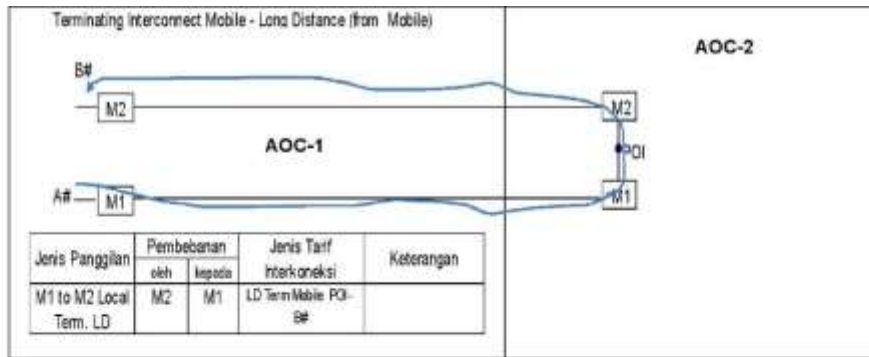 Terminating Interconnect Mobile - Long Distance (from Mobile)
AOC-2
B#
M2
M2
AOC-1
POI
A#
M1
M1
Jenis Panggilan
Pembebanan
oleh
kepada
Jenis Tarif
Interkoneksi
Keterangan
M1 to M2 Local
Term. LD
M2
M1
LD Term Mobile POI-
B#